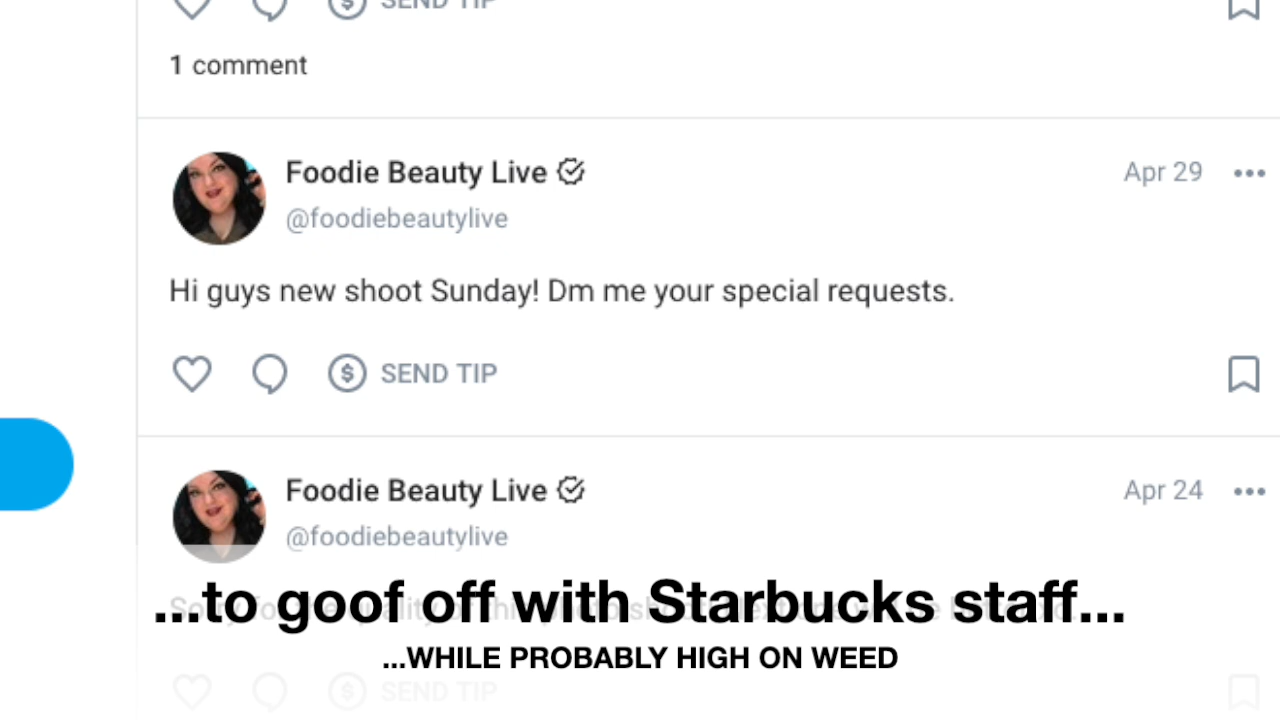 SEND TIP
1 comment
Foodie Beauty Live
Apr 29
@foodiebeautylive
Hi guys new shoot Sunday! Dm me your special requests.
SEND TIP
Foodie Beauty Live
Apr 24
@foodiebeautylive
...to goof off with Starbucks staff...
...WHILE PROBABLY HIGH ON WEED
SEND TIP